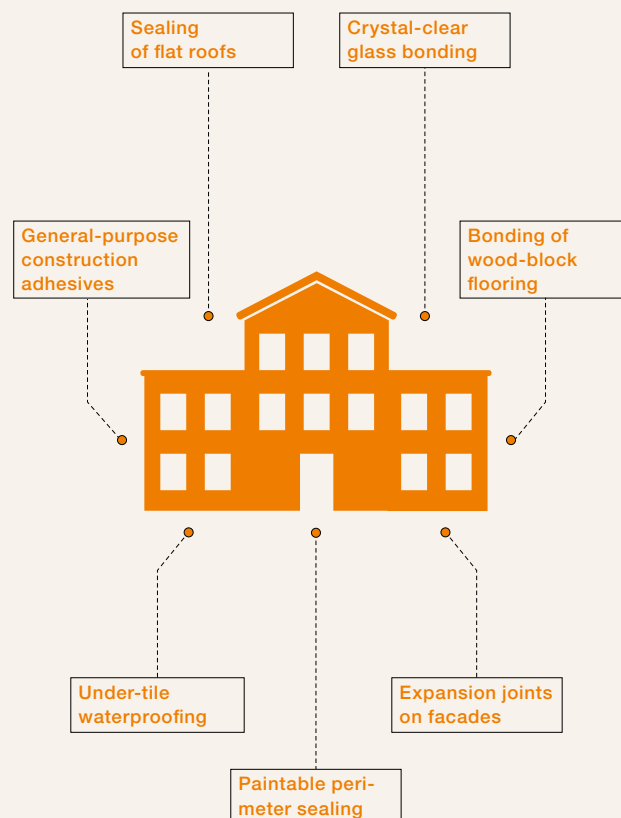 Sealing
of flat roofs
Crystal-clear
glass bonding
General-purpose
construction
adhesives
Bonding of
wood-block
flooring
Under-tile
waterproofing
Expansion joints
on facades
Paintable peri-
meter sealing